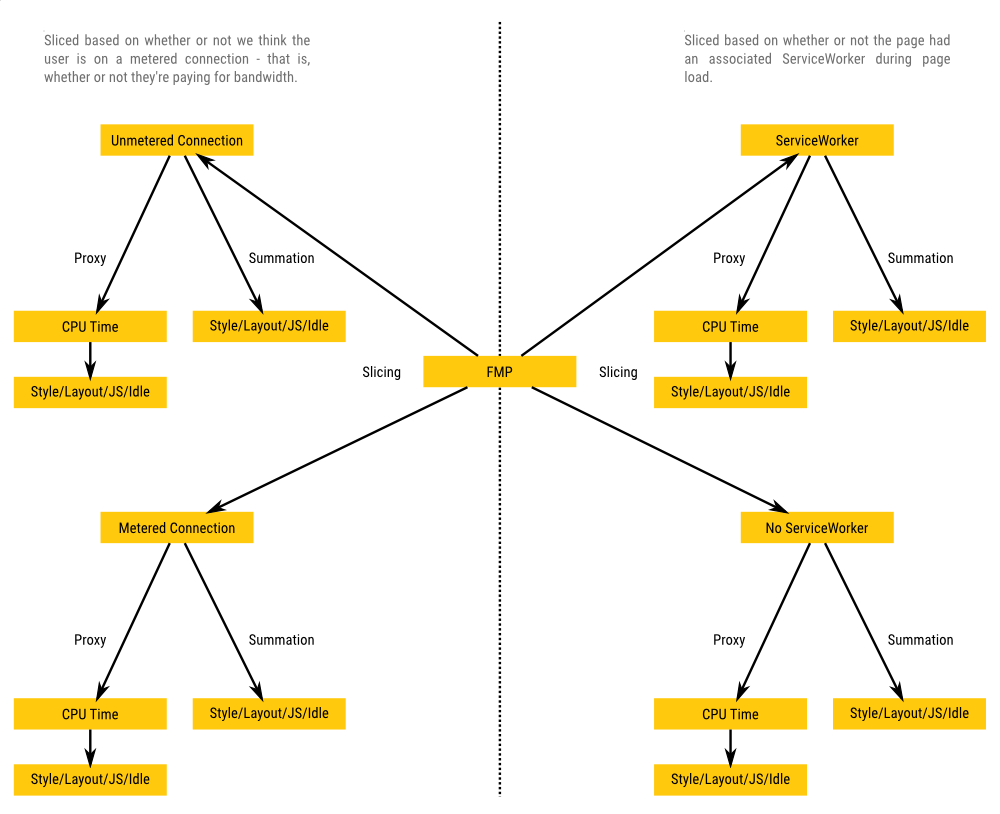 Sliced based on whether or not we think the
user is on a metered connection - that is,
whether or not they're paying for bandwidth.
Sliced based on whether or not the page had
an associated ServiceWorker during page
load.
Unmetered Connection
ServiceWorker
Proxy
Summation
Proxy
Summation
CPU Time
Style/Layout/JS/Idle
CPU Time
Style/Layout/JS/Idle
Slicing
FMP
Slicing
Style/Layout/JS/Idle
Style/Layout/JS/Idle
Metered Connection
No ServiceWorker
Proxy
Summation
Proxy
Summation
CPU Time
Style/Layout/JS/Idle
CPU Time
Style/Layout/JS/Idle
Style/Layout/JS/Idle
Style/Layout/JS/Idle